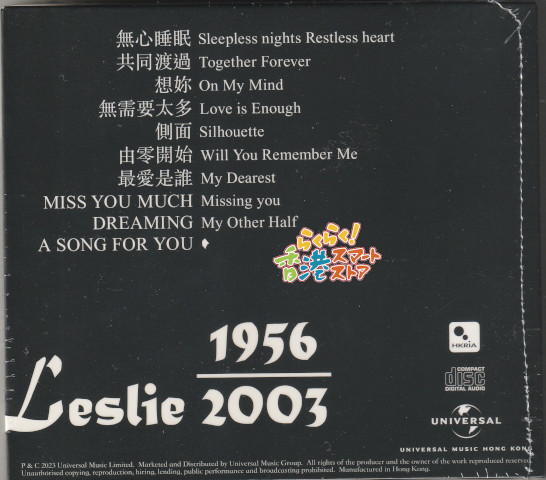 無心睡眠 Sleepless nights Restless heart
共同渡過 Together Forever
想妳 On My Mind
無需要太多 Love is Enough
側面 Silhouette
由零開始 Will You Remember Me
最愛是誰 My Dearest
MISS YOU MUCH Missing you
DREAMING My Other Half
A SONG FOR YOU
らくらく!
香港スマート
ストア
1956
Leslie 2003
HKRIA
COMPACT
disc
DIGITAL AUDIO
UNIVERSAL
UNIVERSAL MUSIC HONG KONG
P & C 2023 Universal Music Limited. Marketed and Distributed by Universal Music Group. All rights of the producer and the owner of the work reproduced reserved.
Unauthorised copying, reproduction, hiring, lending, public performance and broadcasting prohibited. Manufactured in Hong Kong.